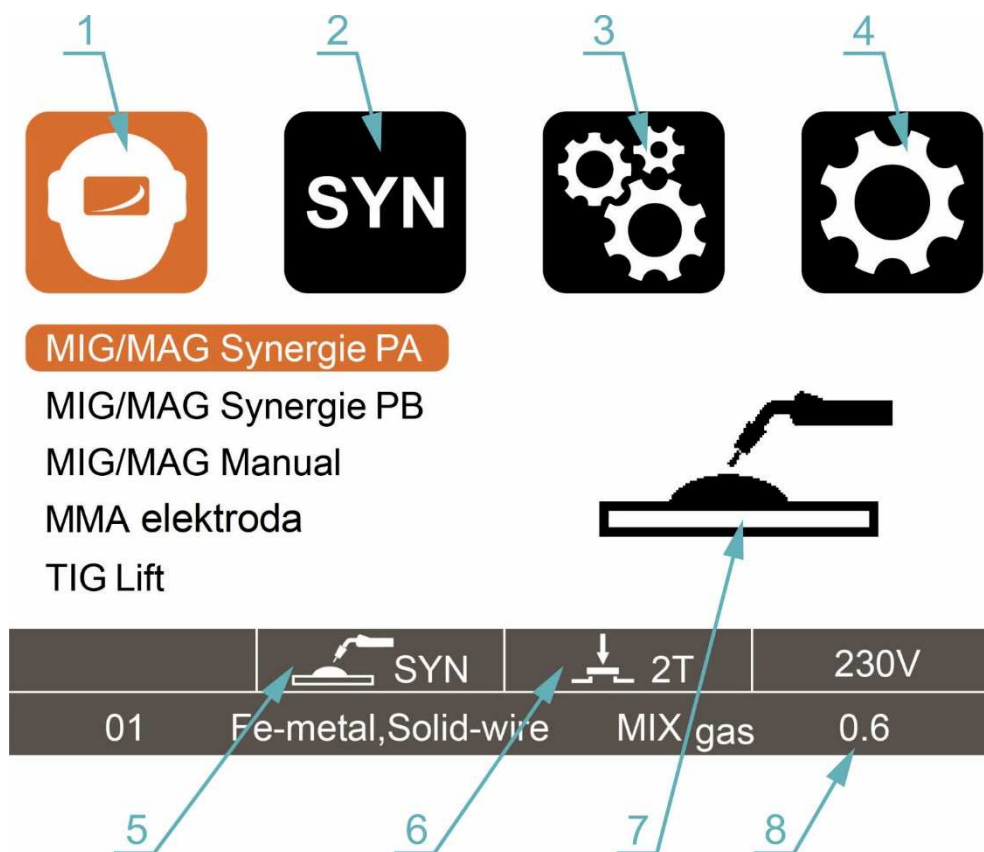 1 2 3 4
SYN
MIG/MAG Synergie PA
MIG/MAG Synergie PB
MIG/MAG Manual
MMA elektroda
TIG Lift
SYN 2T 230V
01 Fe-metal,Solid-wire MIX gas 0.6
5 6 7 8